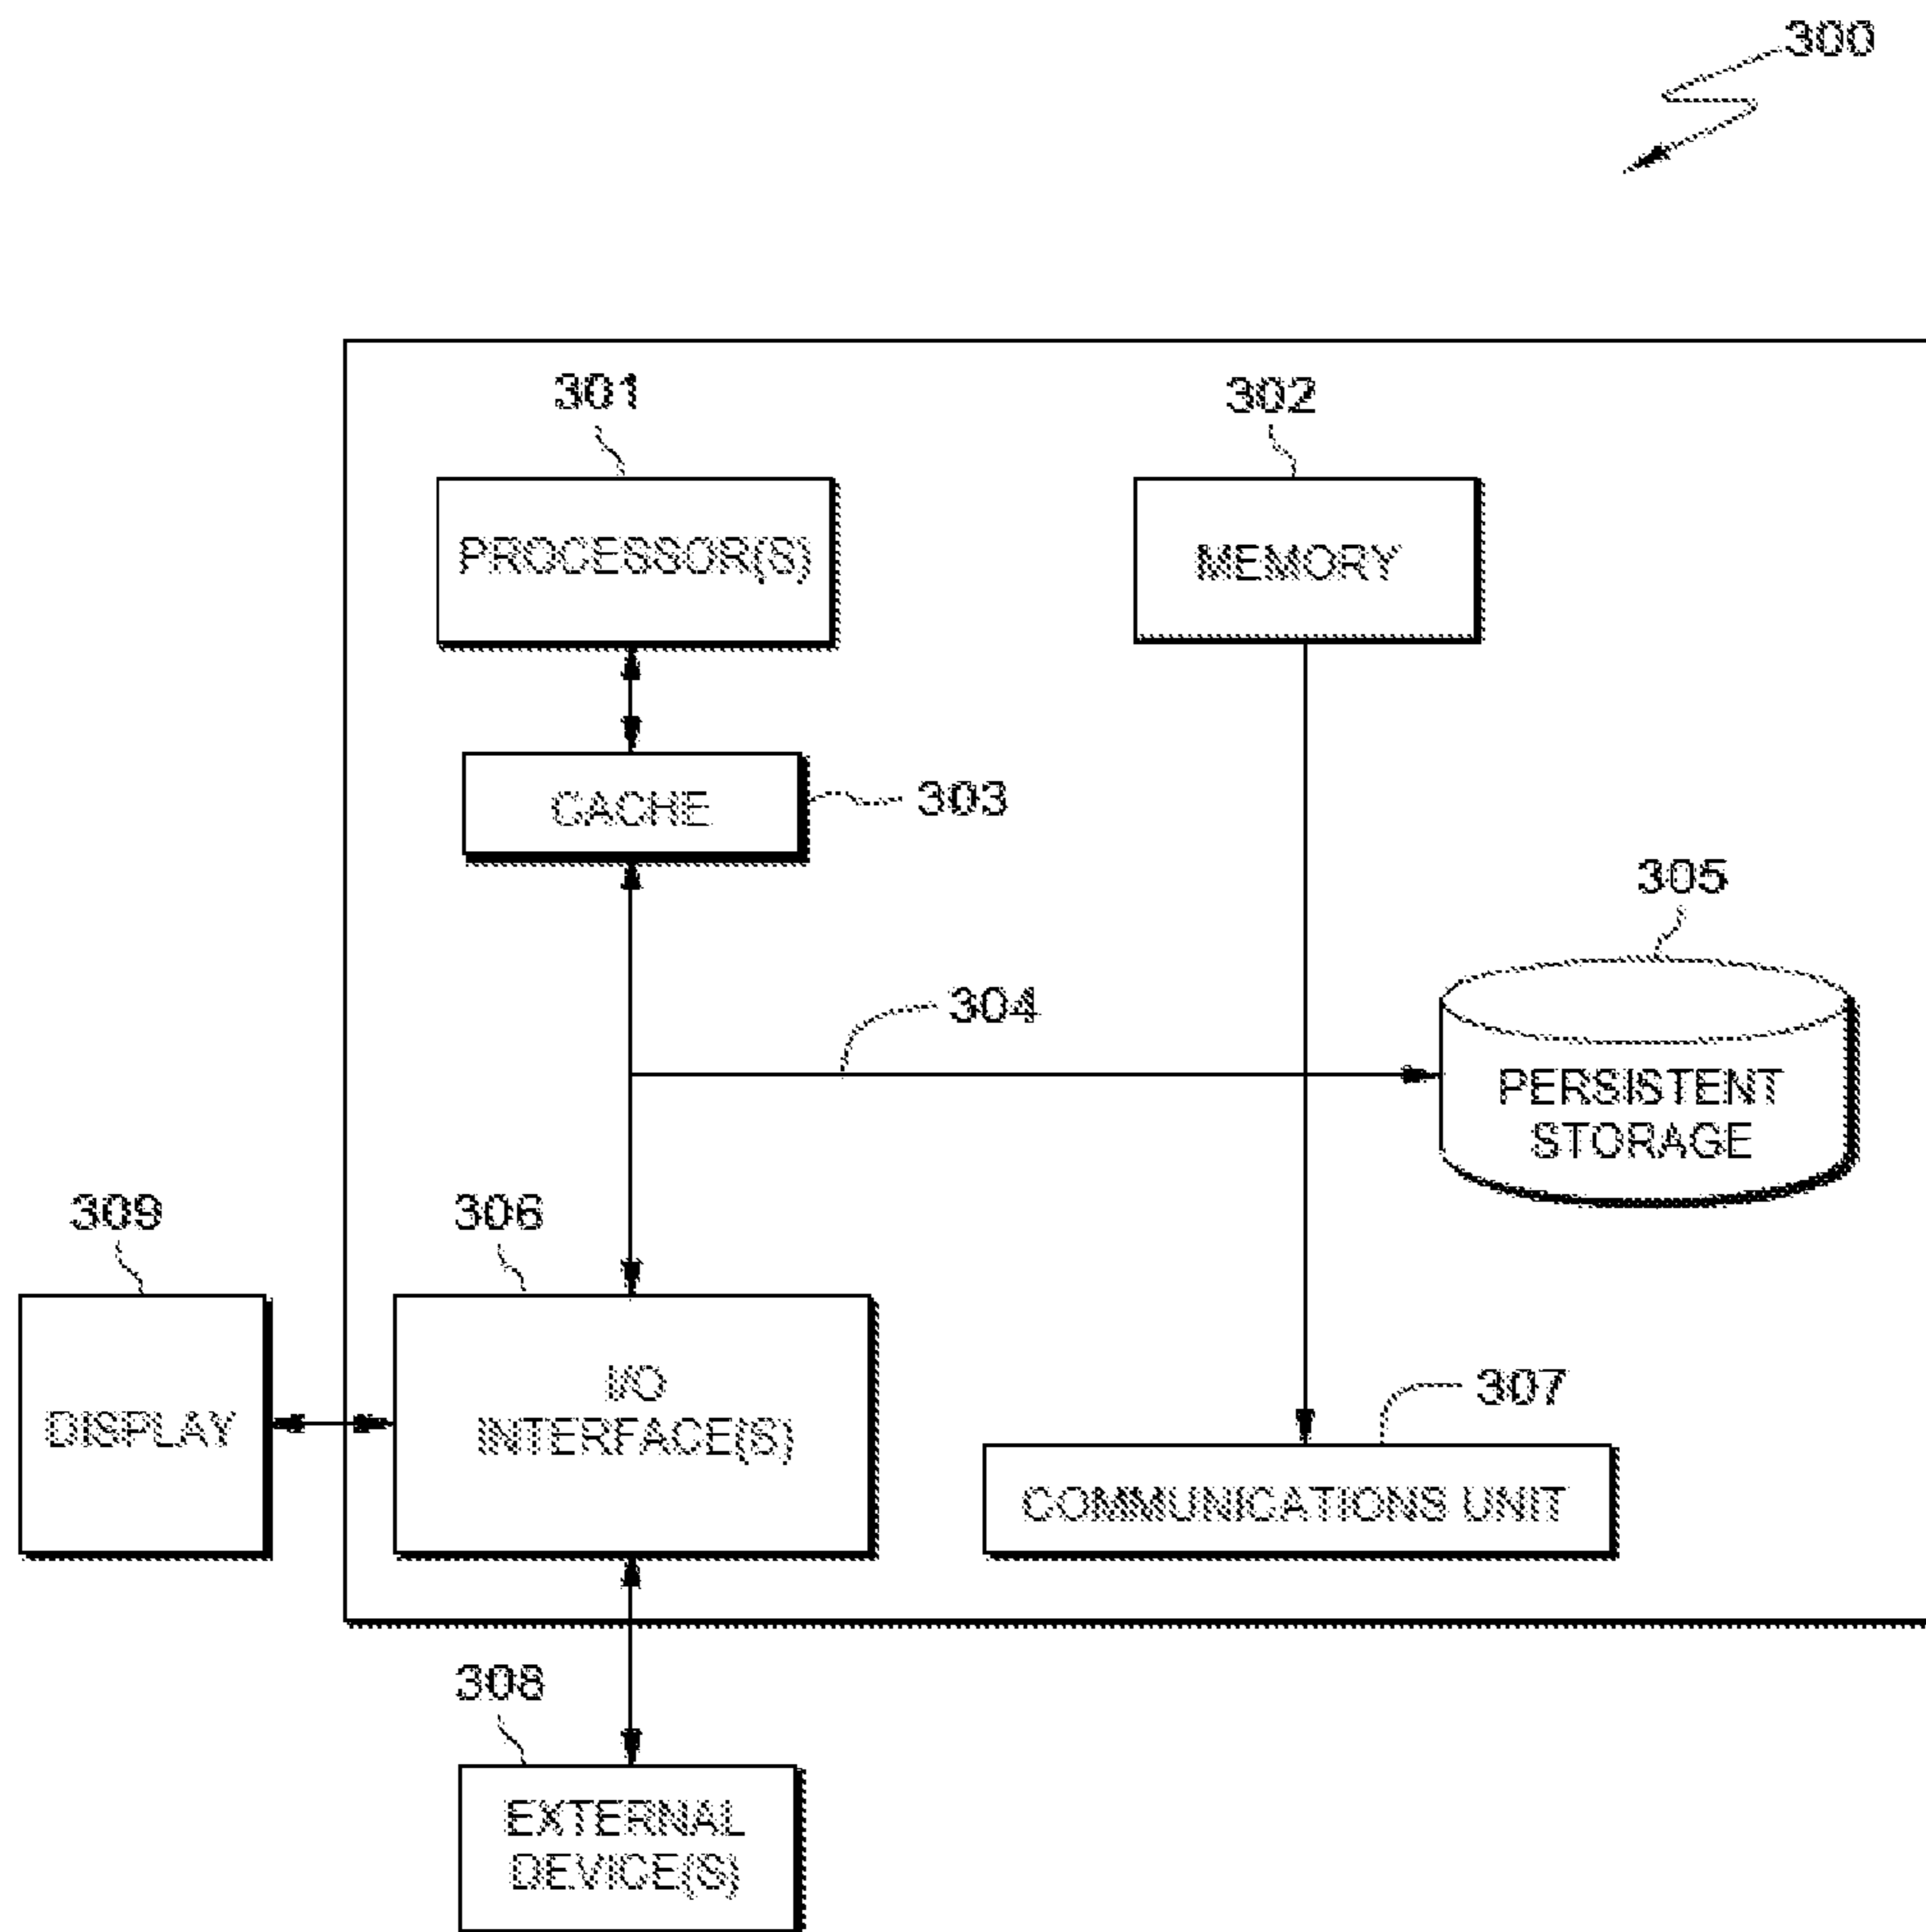 300
301
302
PROCESSOR(S)
MEMORY
CACHE
303
305
304
PERSISTENT
STORAGE
309
306
I/O
INTERFACE(S)
307
DISPLAY
COMMUNICATIONS UNIT
308
EXTERNAL
DEVICE(S)